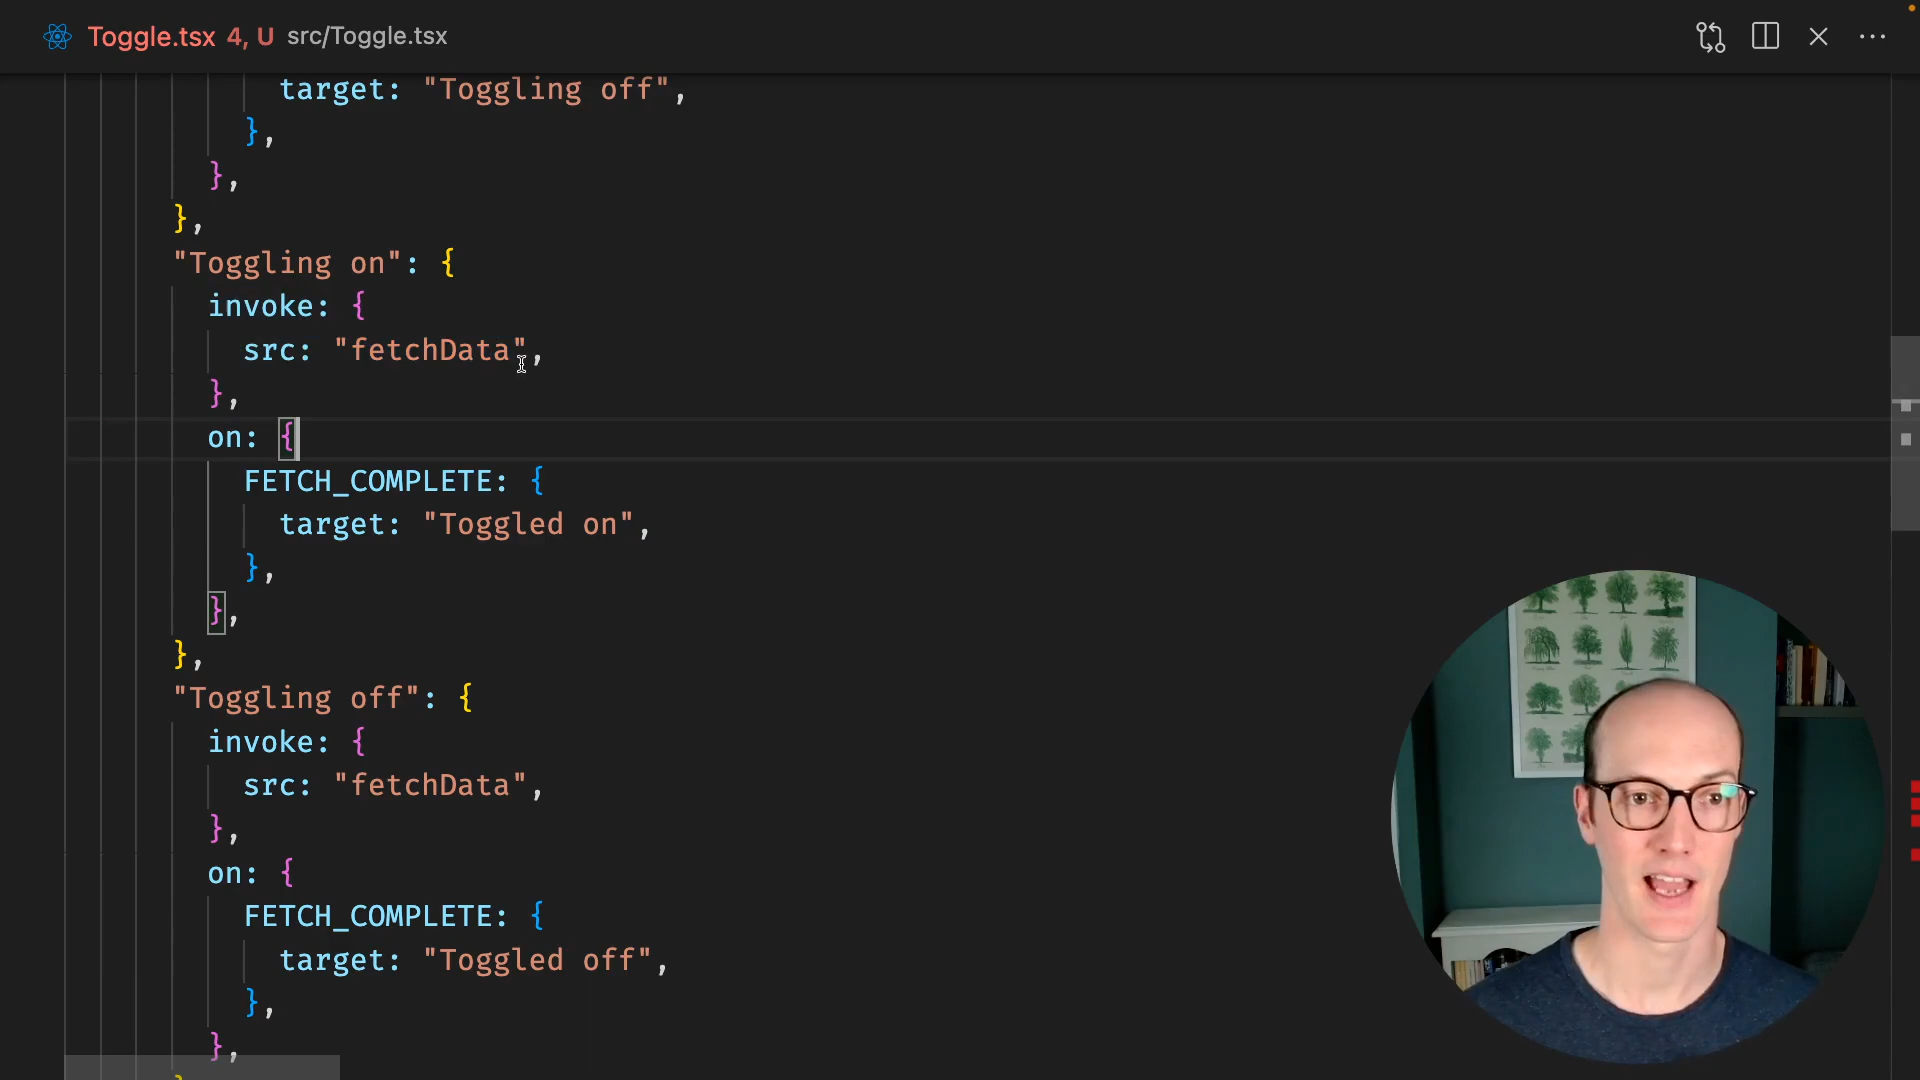 Toggle.tsx 4, U src/Toggle.tsx
target: "Toggling off",
},
},
},
"Toggling on": {
invoke: {
src: "fetchData",
},
on: {
FETCH_COMPLETE: {
target: "Toggled on",
},
},
},
"Toggling off": {
invoke: {
src: "fetchData",
},
on: {
FETCH_COMPLETE: {
target: "Toggled off",
},
},